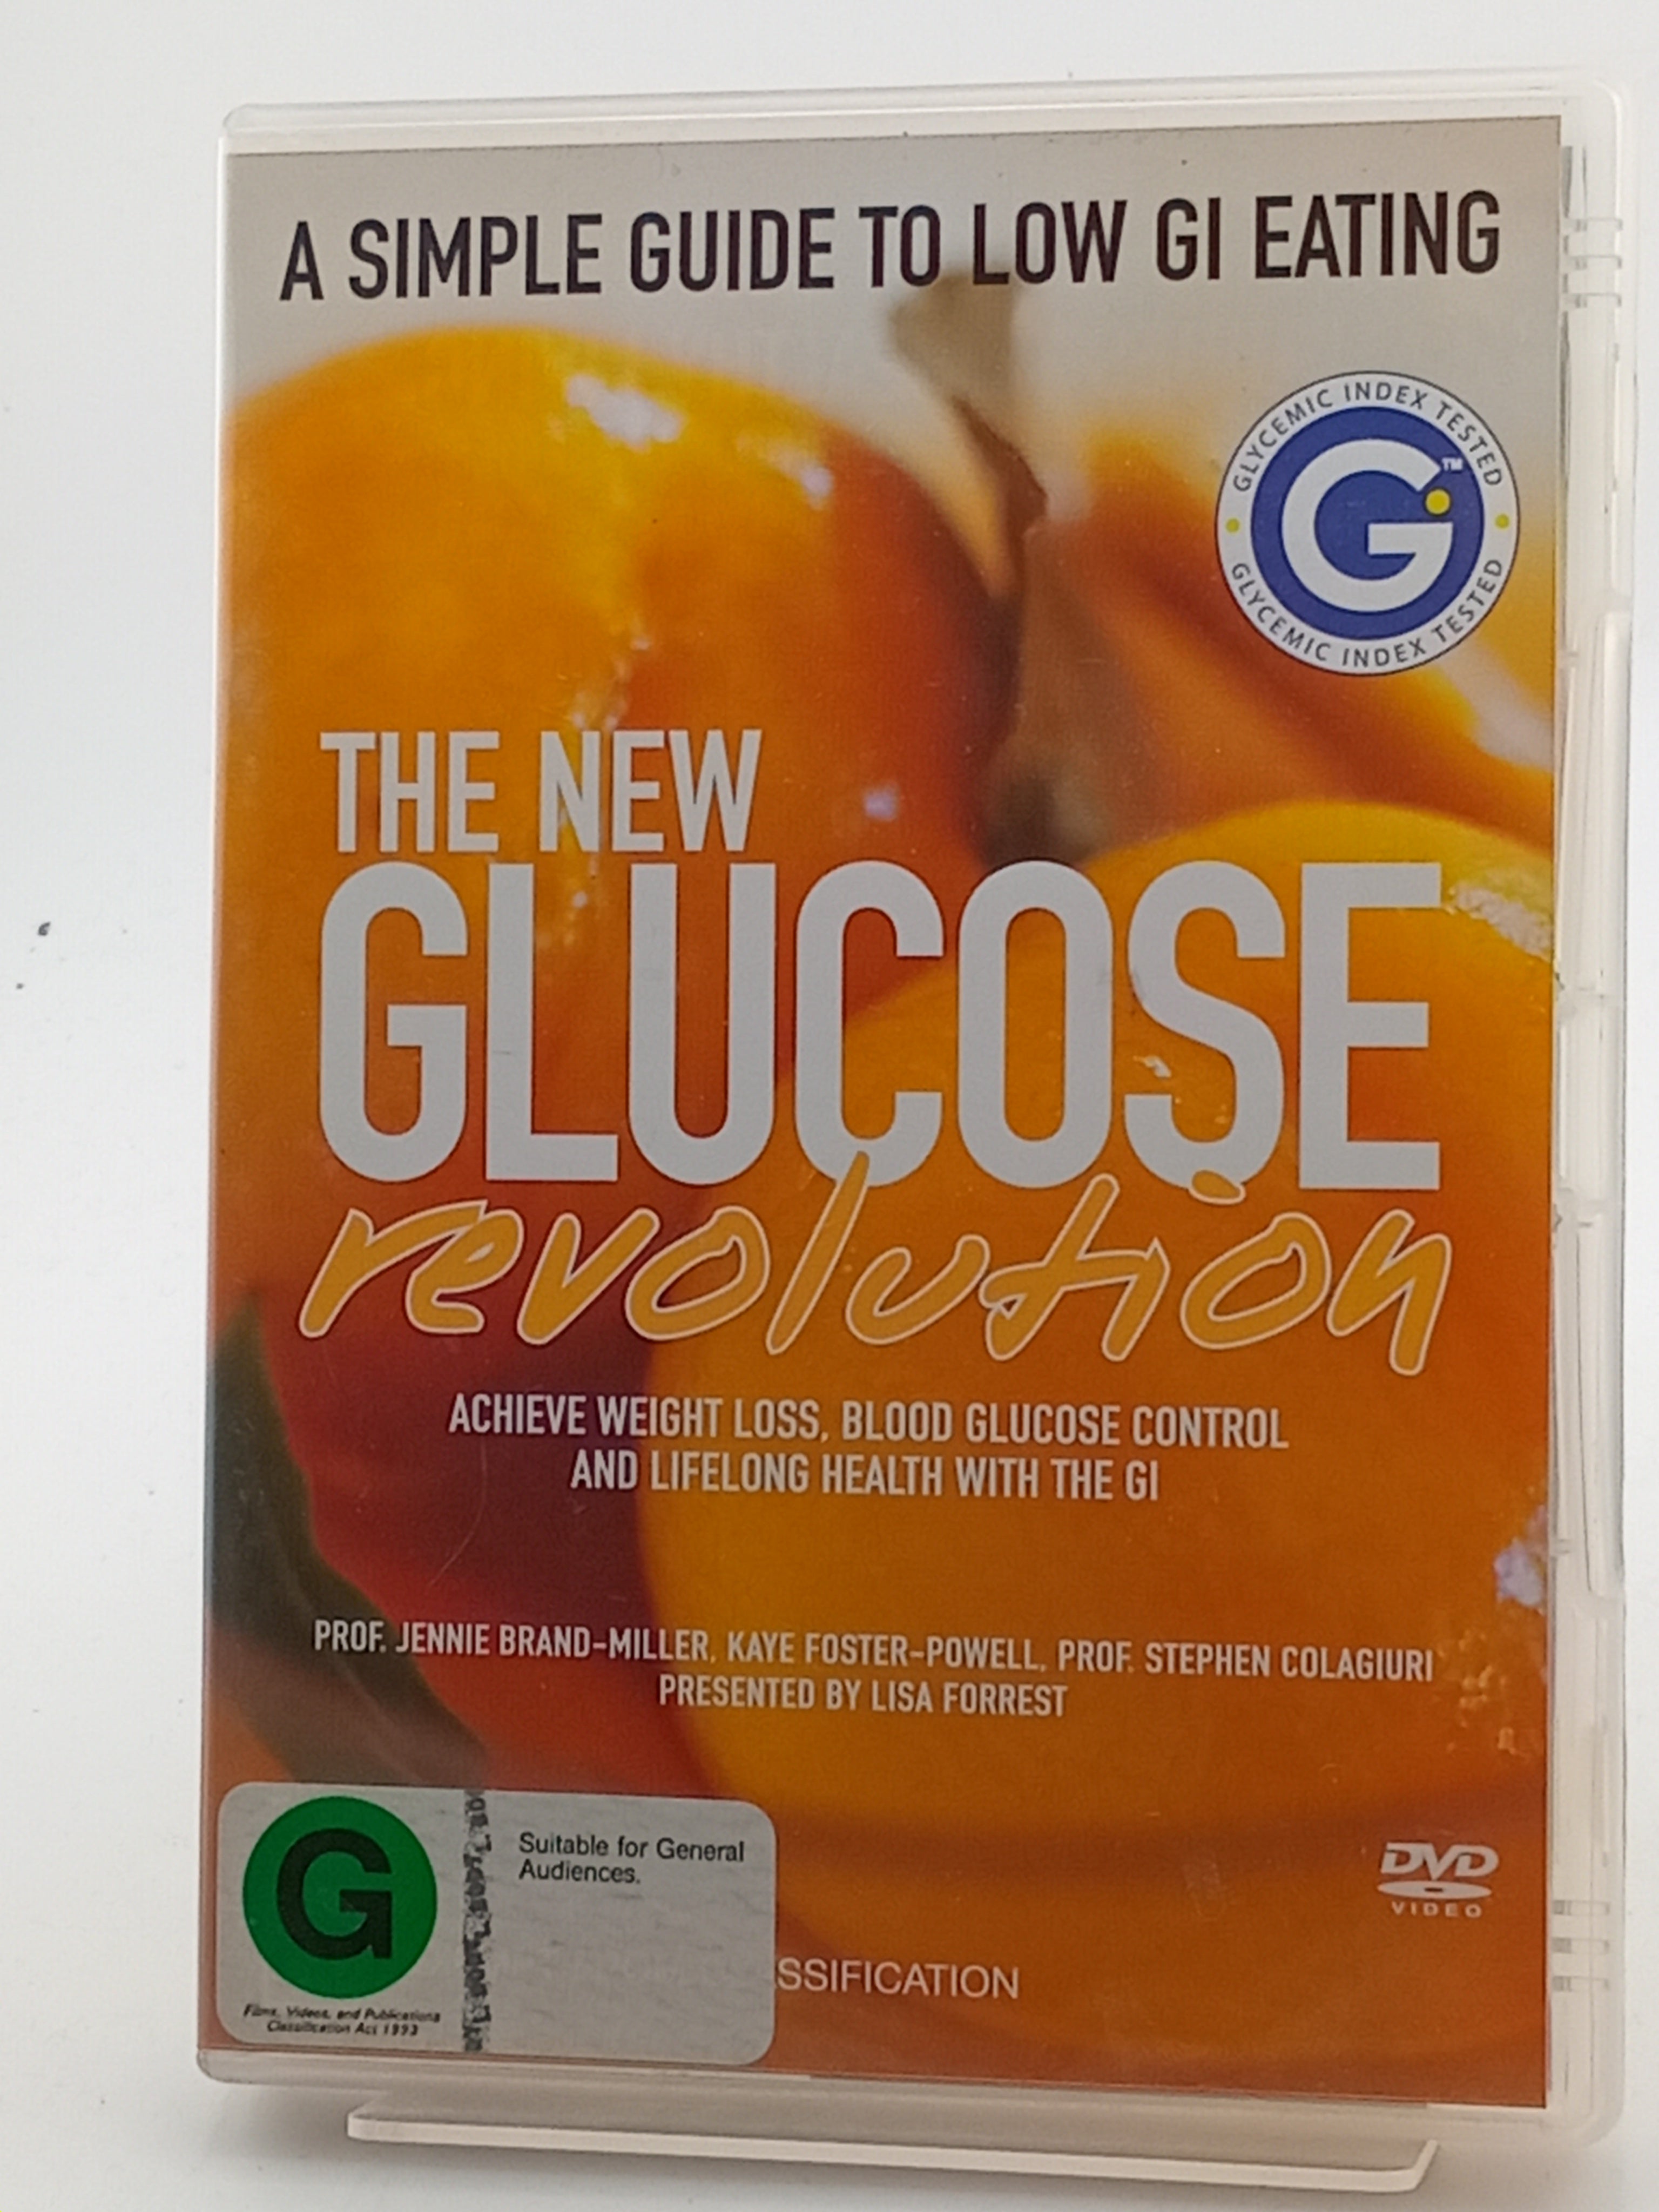 A SIMPLE GUIDE TO LOW GI EATING
GLYCEMIC INDEX TESTED
G TM
GLYCEMIC INDEX TESTED
THE NEW
GLUCOSE
revolution
ACHIEVE WEIGHT LOSS, BLOOD GLUCOSE CONTROL
AND LIFELONG HEALTH WITH THE GI
PROF. JENNIE BRAND-MILLER, KAYE FOSTER-POWELL, PROF. STEPHEN COLAGIURI
PRESENTED BY LISA FORREST
G
Suitable for General
Audiences.
Films, Videos, and Publications
Classification Act 1993
SSIFICATION
DVD
VIDEO